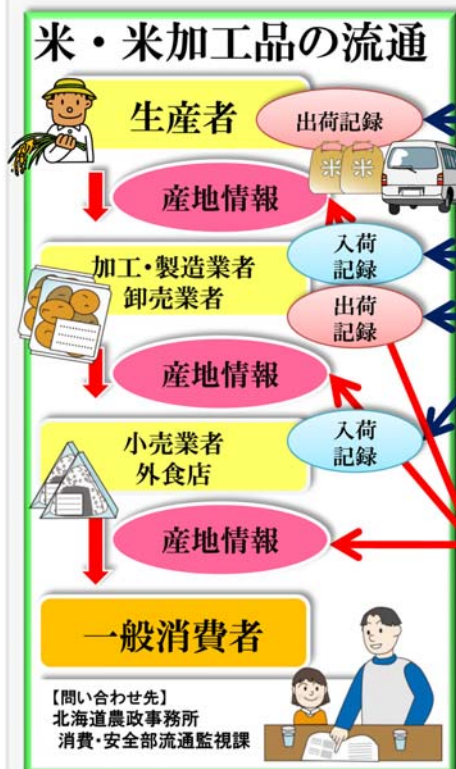 米・米加工品の流通
生産者
出荷記録
米 米
産地情報
加工・製造業者
卸売業者
入荷
記録
出荷
記録
産地情報
小売業者
外食店
入荷
記録
産地情報
一般消費者
【問い合わせ先】
北海道農政事務所
消費・安全部流通監視課